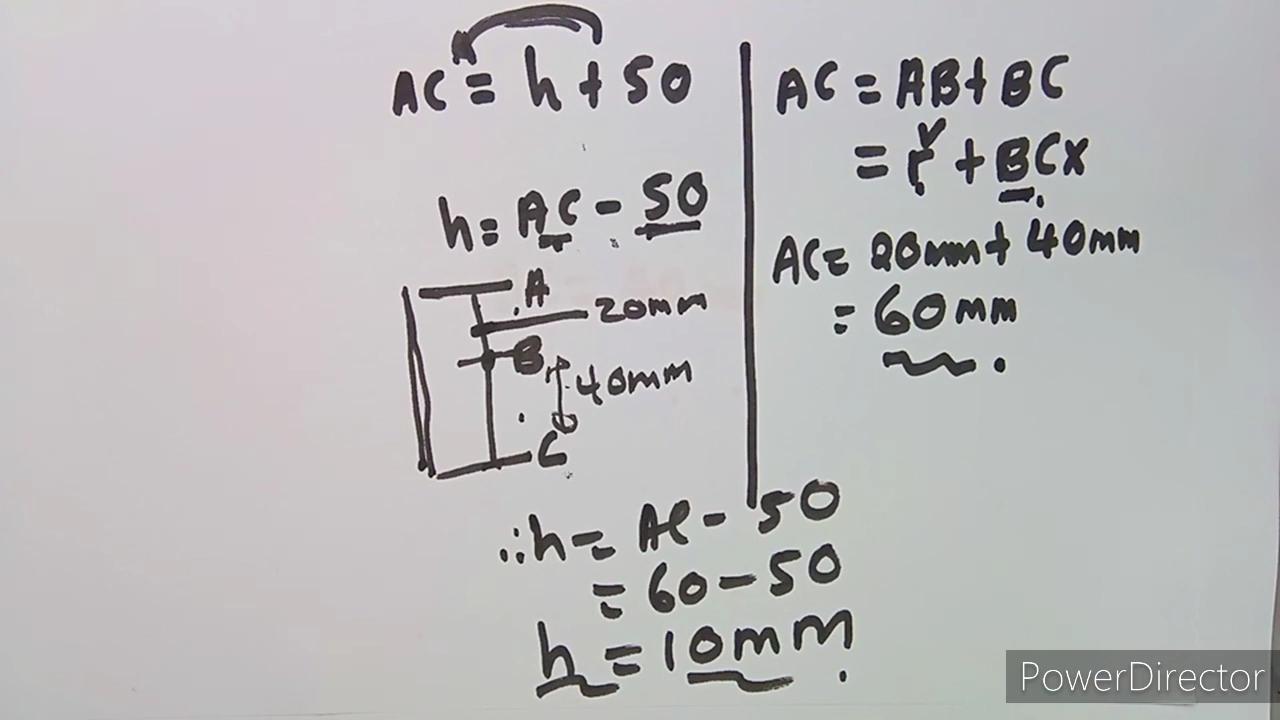 AC = h + 50
h = AC - 50
A
20mm
B
40mm
C
AC = AB + BC
= r + BCx
AC = 20mm + 40mm
= 60mm
∴ h = AC - 50
= 60 - 50
h = 10mm
PowerDirector